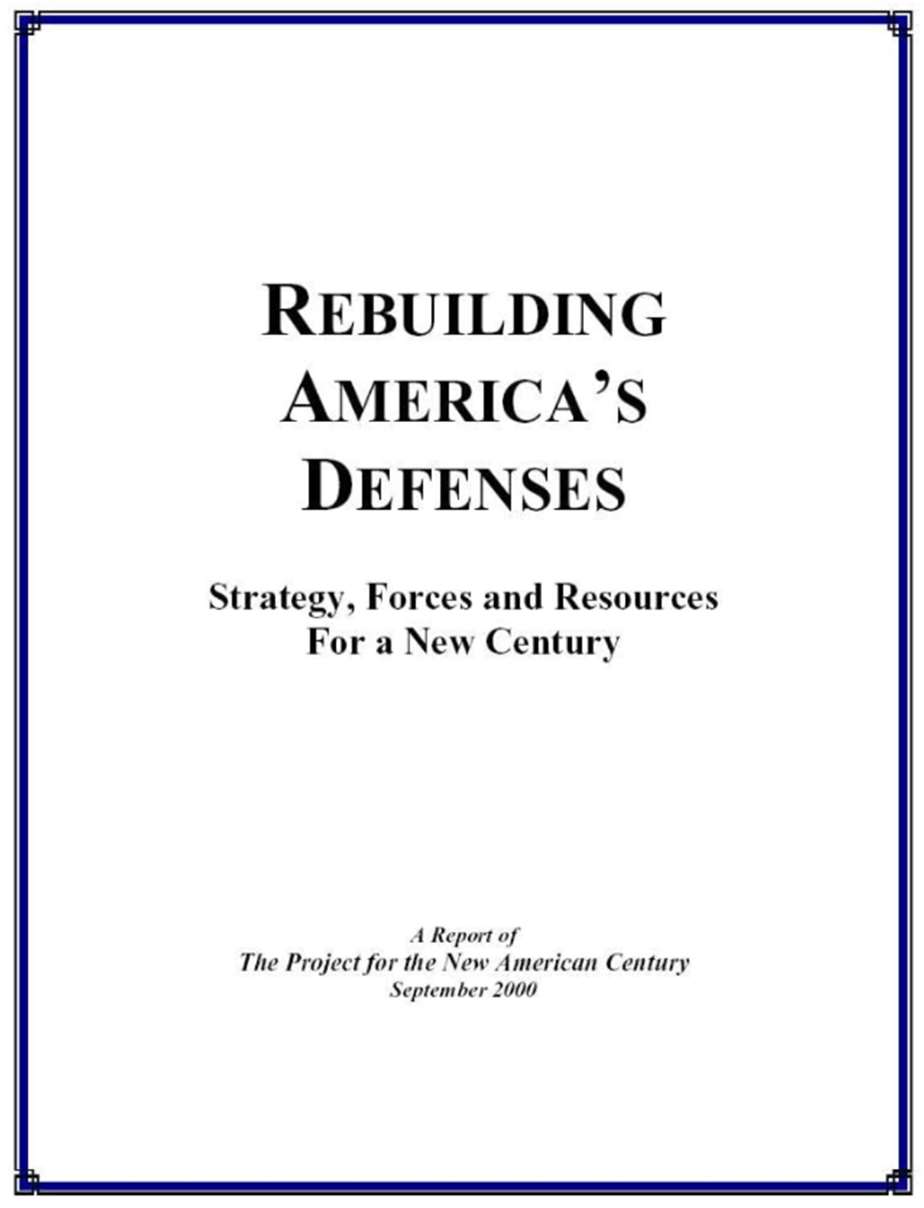 REBUILDING
AMERICA’S
DEFENSES
Strategy, Forces and Resources
For a New Century
A Report of
The Project for the New American Century
September 2000